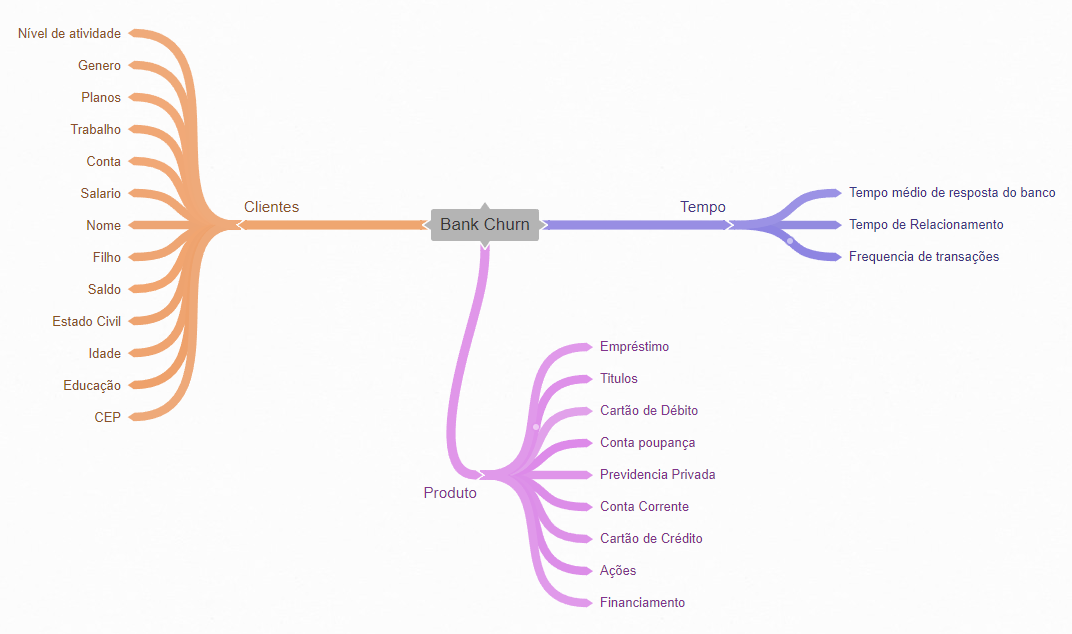 Bank Churn
Clientes
Nível de atividade
Genero
Planos
Trabalho
Conta
Salario
Nome
Filho
Saldo
Estado Civil
Idade
Educação
CEP
Tempo
Tempo médio de resposta do banco
Tempo de Relacionamento
Frequencia de transações
Produto
Empréstimo
Titulos
Cartão de Débito
Conta poupança
Previdencia Privada
Conta Corrente
Cartão de Crédito
Ações
Financiamento